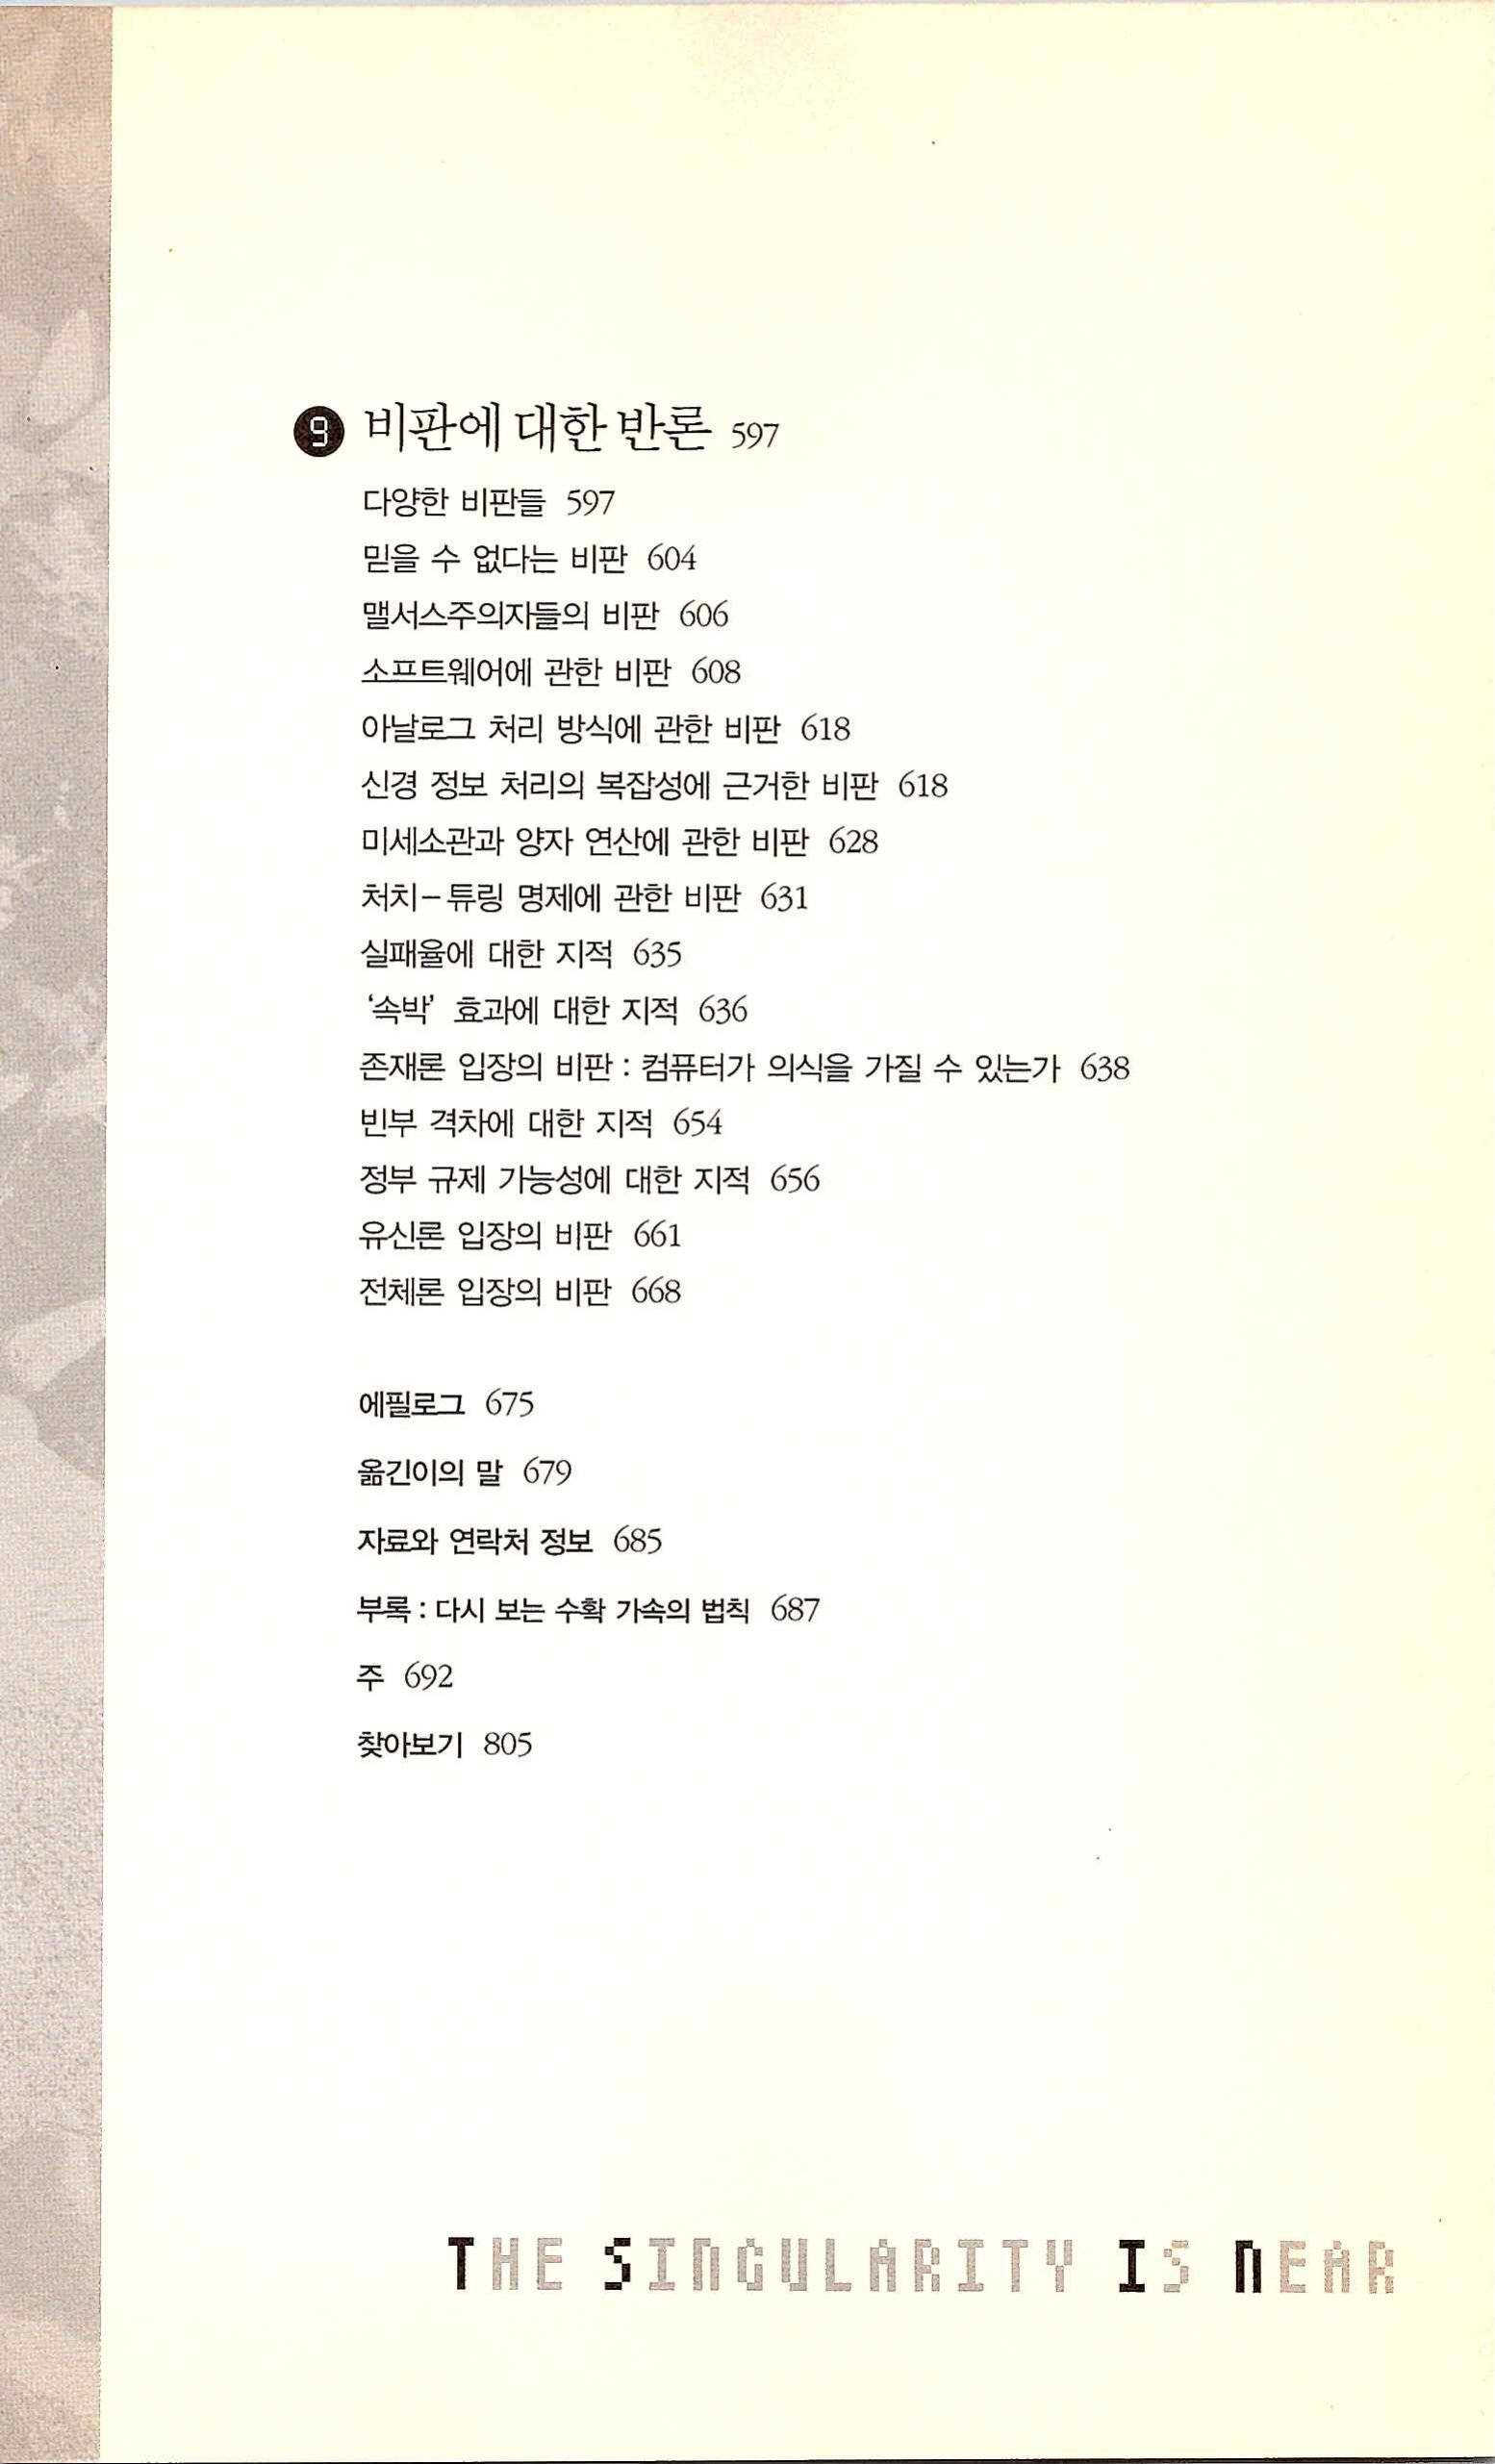 9 비판에 대한 반론 597
다양한 비판들 597
믿을 수 없다는 비판 604
맬서스주의자들의 비판 606
소프트웨어에 관한 비판 608
아날로그 처리 방식에 관한 비판 618
신경 정보 처리의 복잡성에 근거한 비판 618
미세소관과 양자 연산에 관한 비판 628
처치-튜링 명제에 관한 비판 631
실패율에 대한 지적 635
‘속박’ 효과에 대한 지적 636
존재론 입장의 비판 : 컴퓨터가 의식을 가질 수 있는가 638
빈부 격차에 대한 지적 654
정부 규제 가능성에 대한 지적 656
유신론 입장의 비판 661
전체론 입장의 비판 668
에필로그 675
옮긴이의 말 679
자료와 연락처 정보 685
부록 : 다시 보는 수확 가속의 법칙 687
주 692
찾아보기 805
THE SINGULARITY IS NEAR